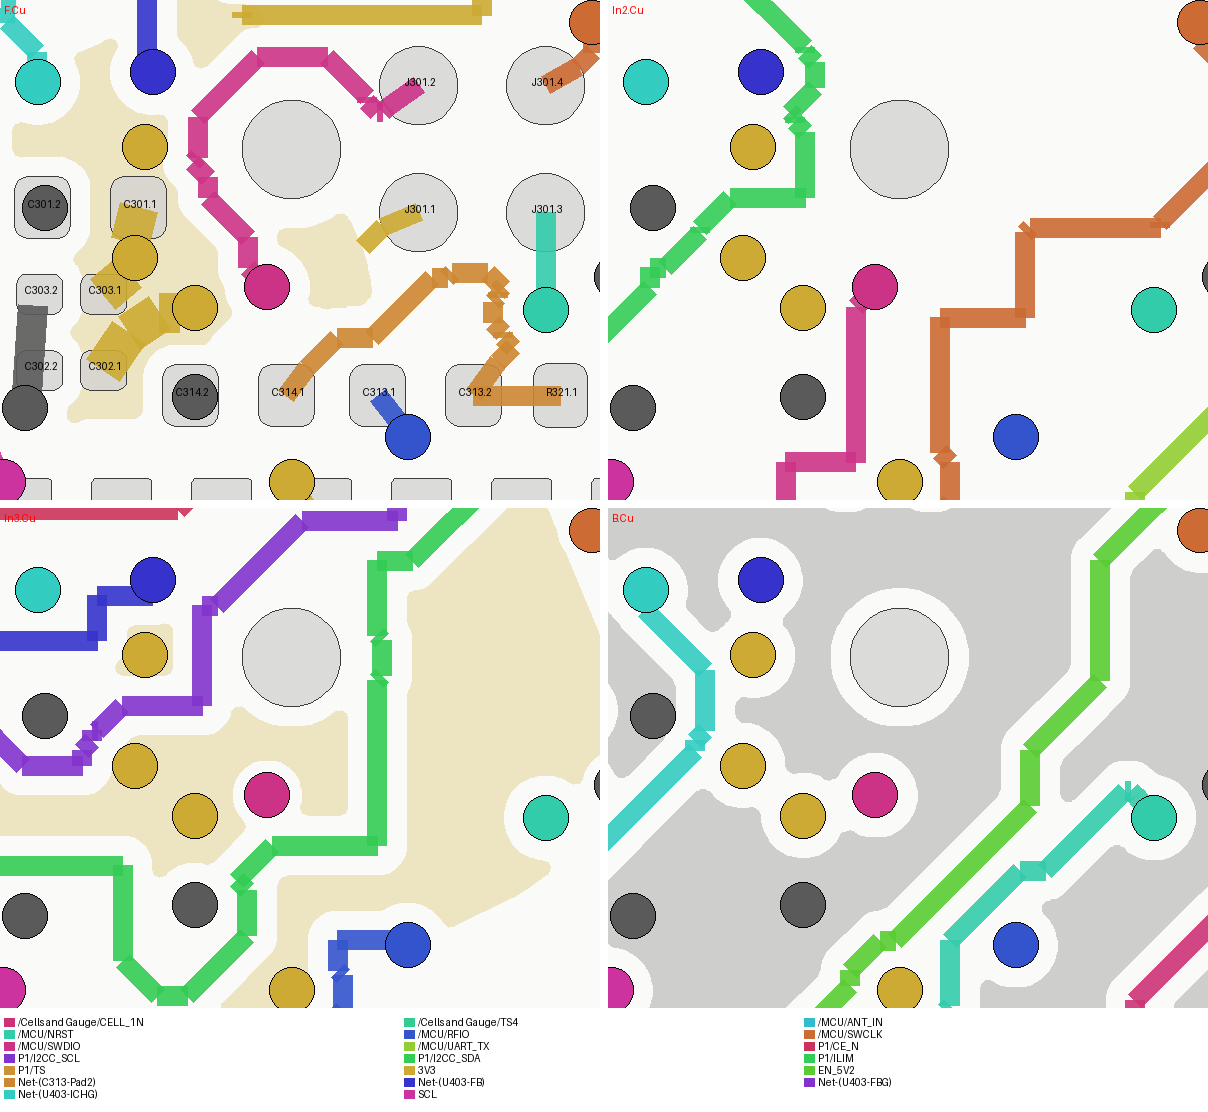 F.Cu
In2.Cu
J301.2
J301.4
C301.2
C301.1
J301.1
J301.3
C303.2
C303.1
C302.2
C302.1
C314.2
C314.1
C313.1
C313.2
R321.1
In3.Cu
B.Cu
/Cells and Gauge/CELL_1N
/MCU/NRST
/MCU/SWDIO
P1/I2CC_SCL
P1/TS
Net-(C313-Pad2)
Net-(U403-ICHG)
/Cells and Gauge/TS4
/MCU/RFIO
/MCU/UART_TX
P1/I2CC_SDA
3V3
Net-(U403-FB)
SCL
/MCU/ANT_IN
/MCU/SWCLK
P1/CE_N
P1/ILIM
EN_5V2
Net-(U403-FBG)